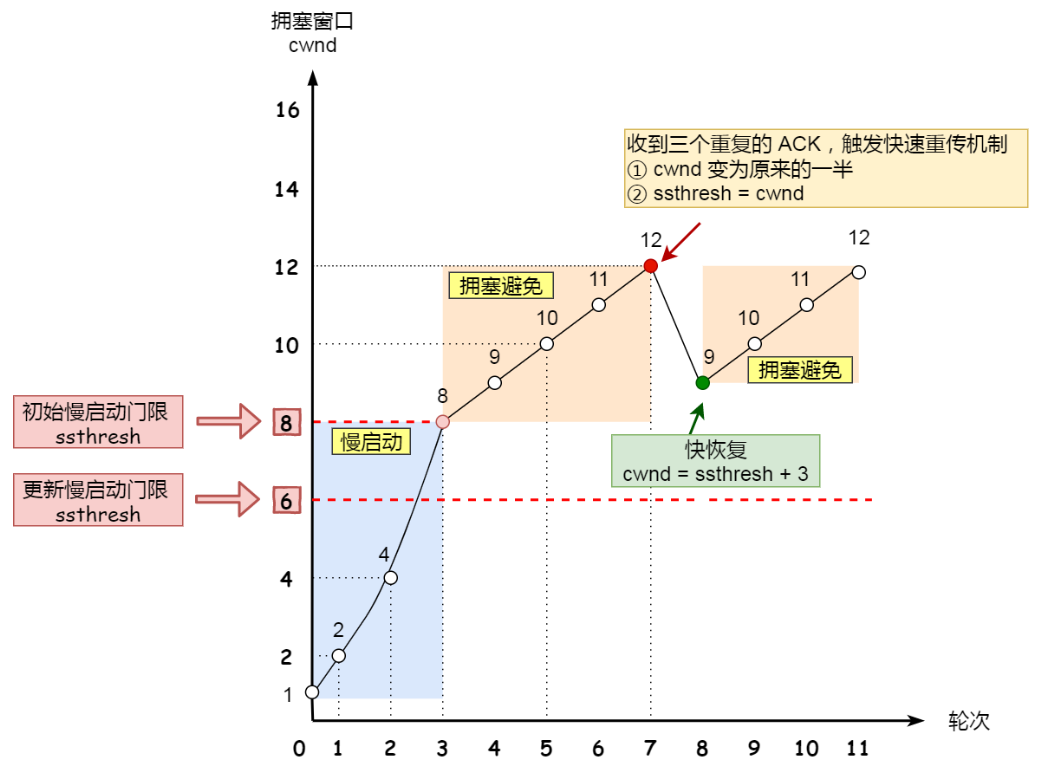 拥塞窗口
cwnd
16
14
12
10
8
6
4
2
1
初始慢启动门限
ssthresh
更新慢启动门限
ssthresh
收到三个重复的 ACK，触发快速重传机制
① cwnd 变为原来的一半
② ssthresh = cwnd
拥塞避免
慢启动
2
4
8
9
10
11
12
9
10
11
12
拥塞避免
快恢复
cwnd = ssthresh + 3
0 1 2 3 4 5 6 7 8 9 10 11
轮次